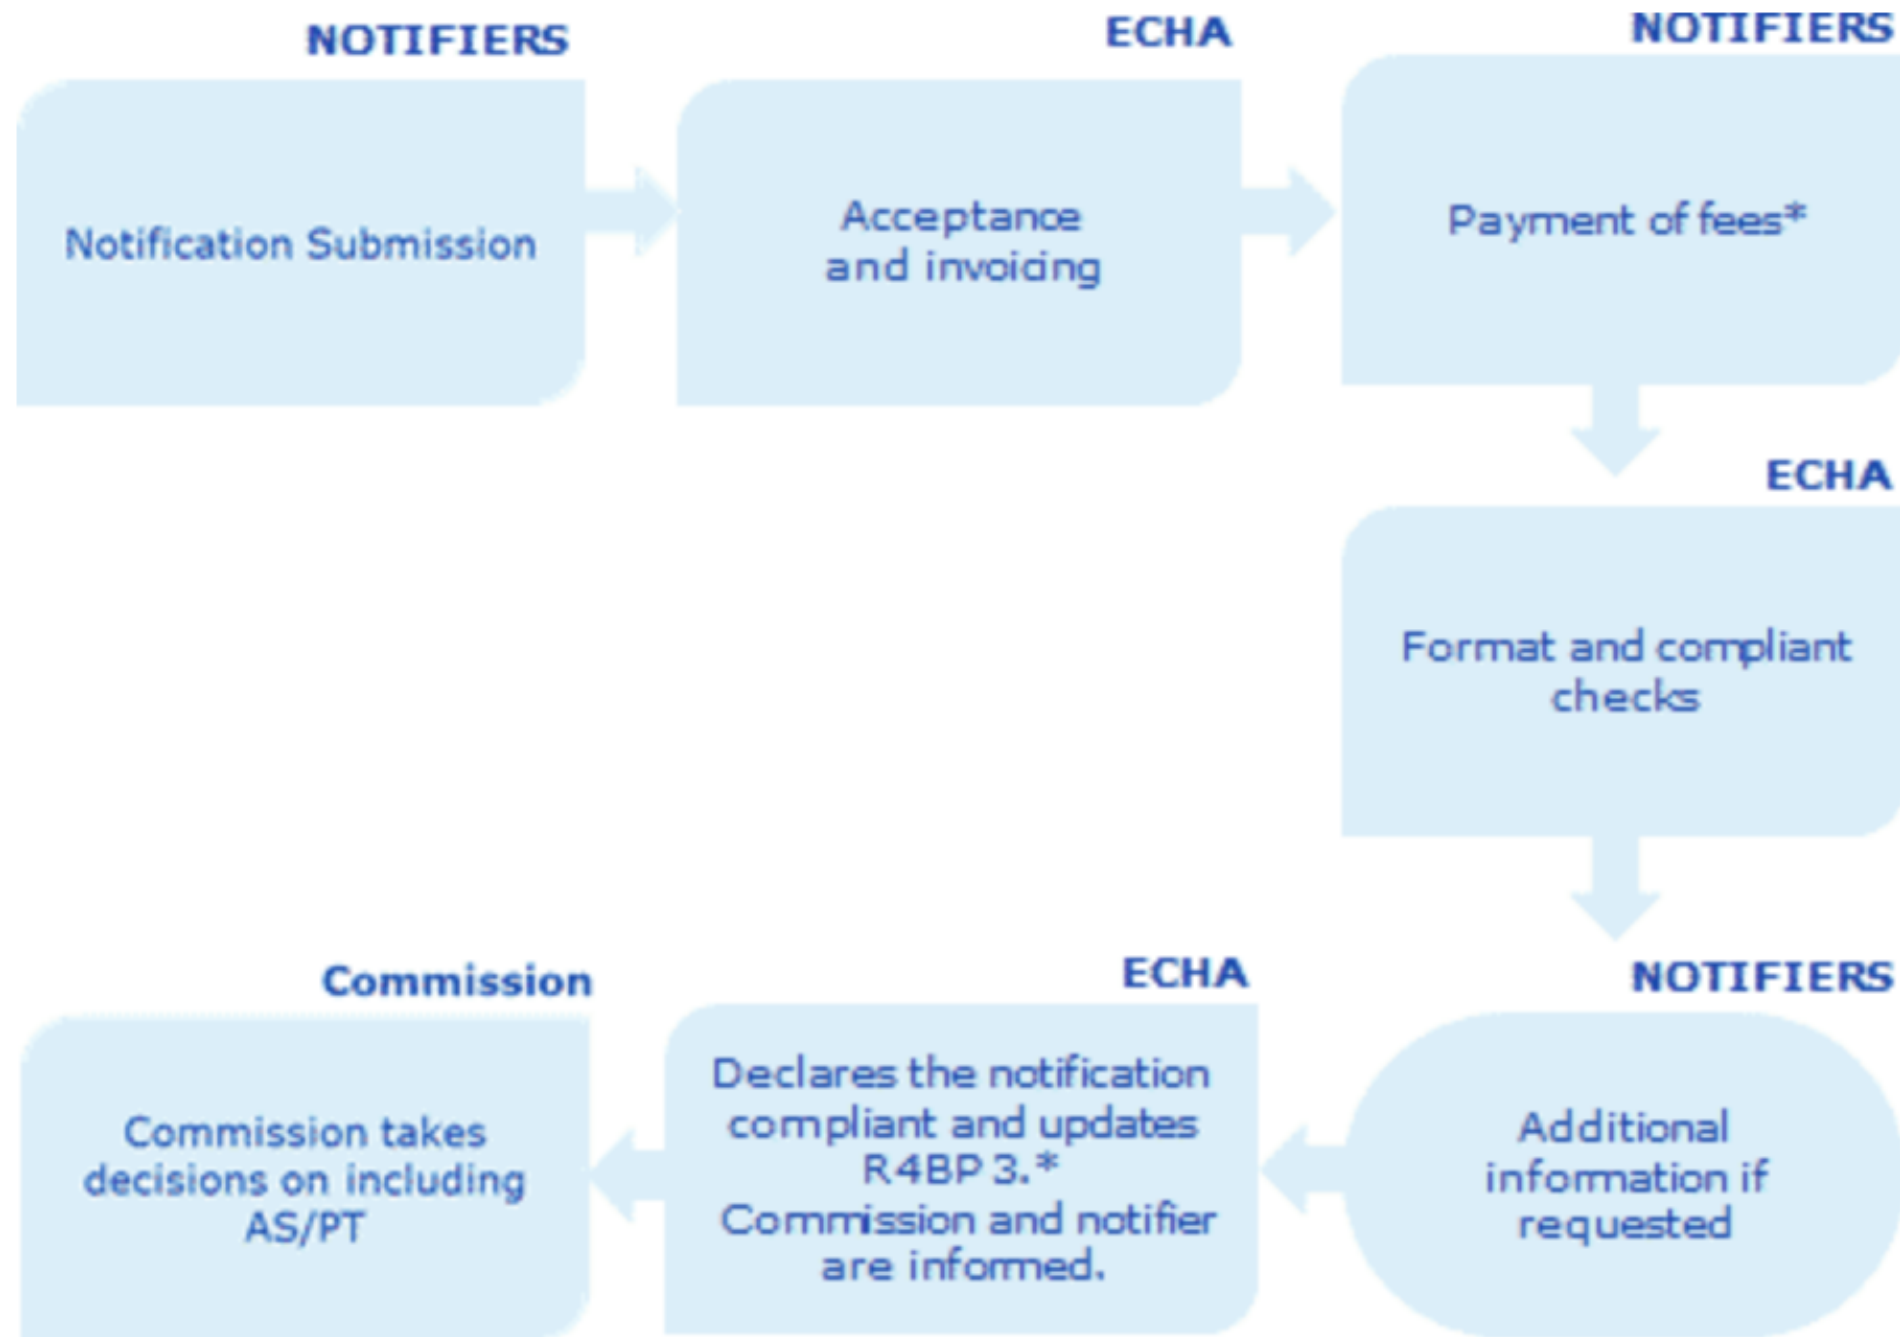 NOTIFIERS
Notification Submission
ECHA
Acceptance
and invoicing
NOTIFIERS
Payment of fees*
ECHA
Format and compliant
checks
NOTIFIERS
Additional
information if
requested
ECHA
Declares the notification
compliant and updates
R4BP 3.*
Commission and notifier
are informed.
Commission
Commission takes
decisions on including
AS/PT